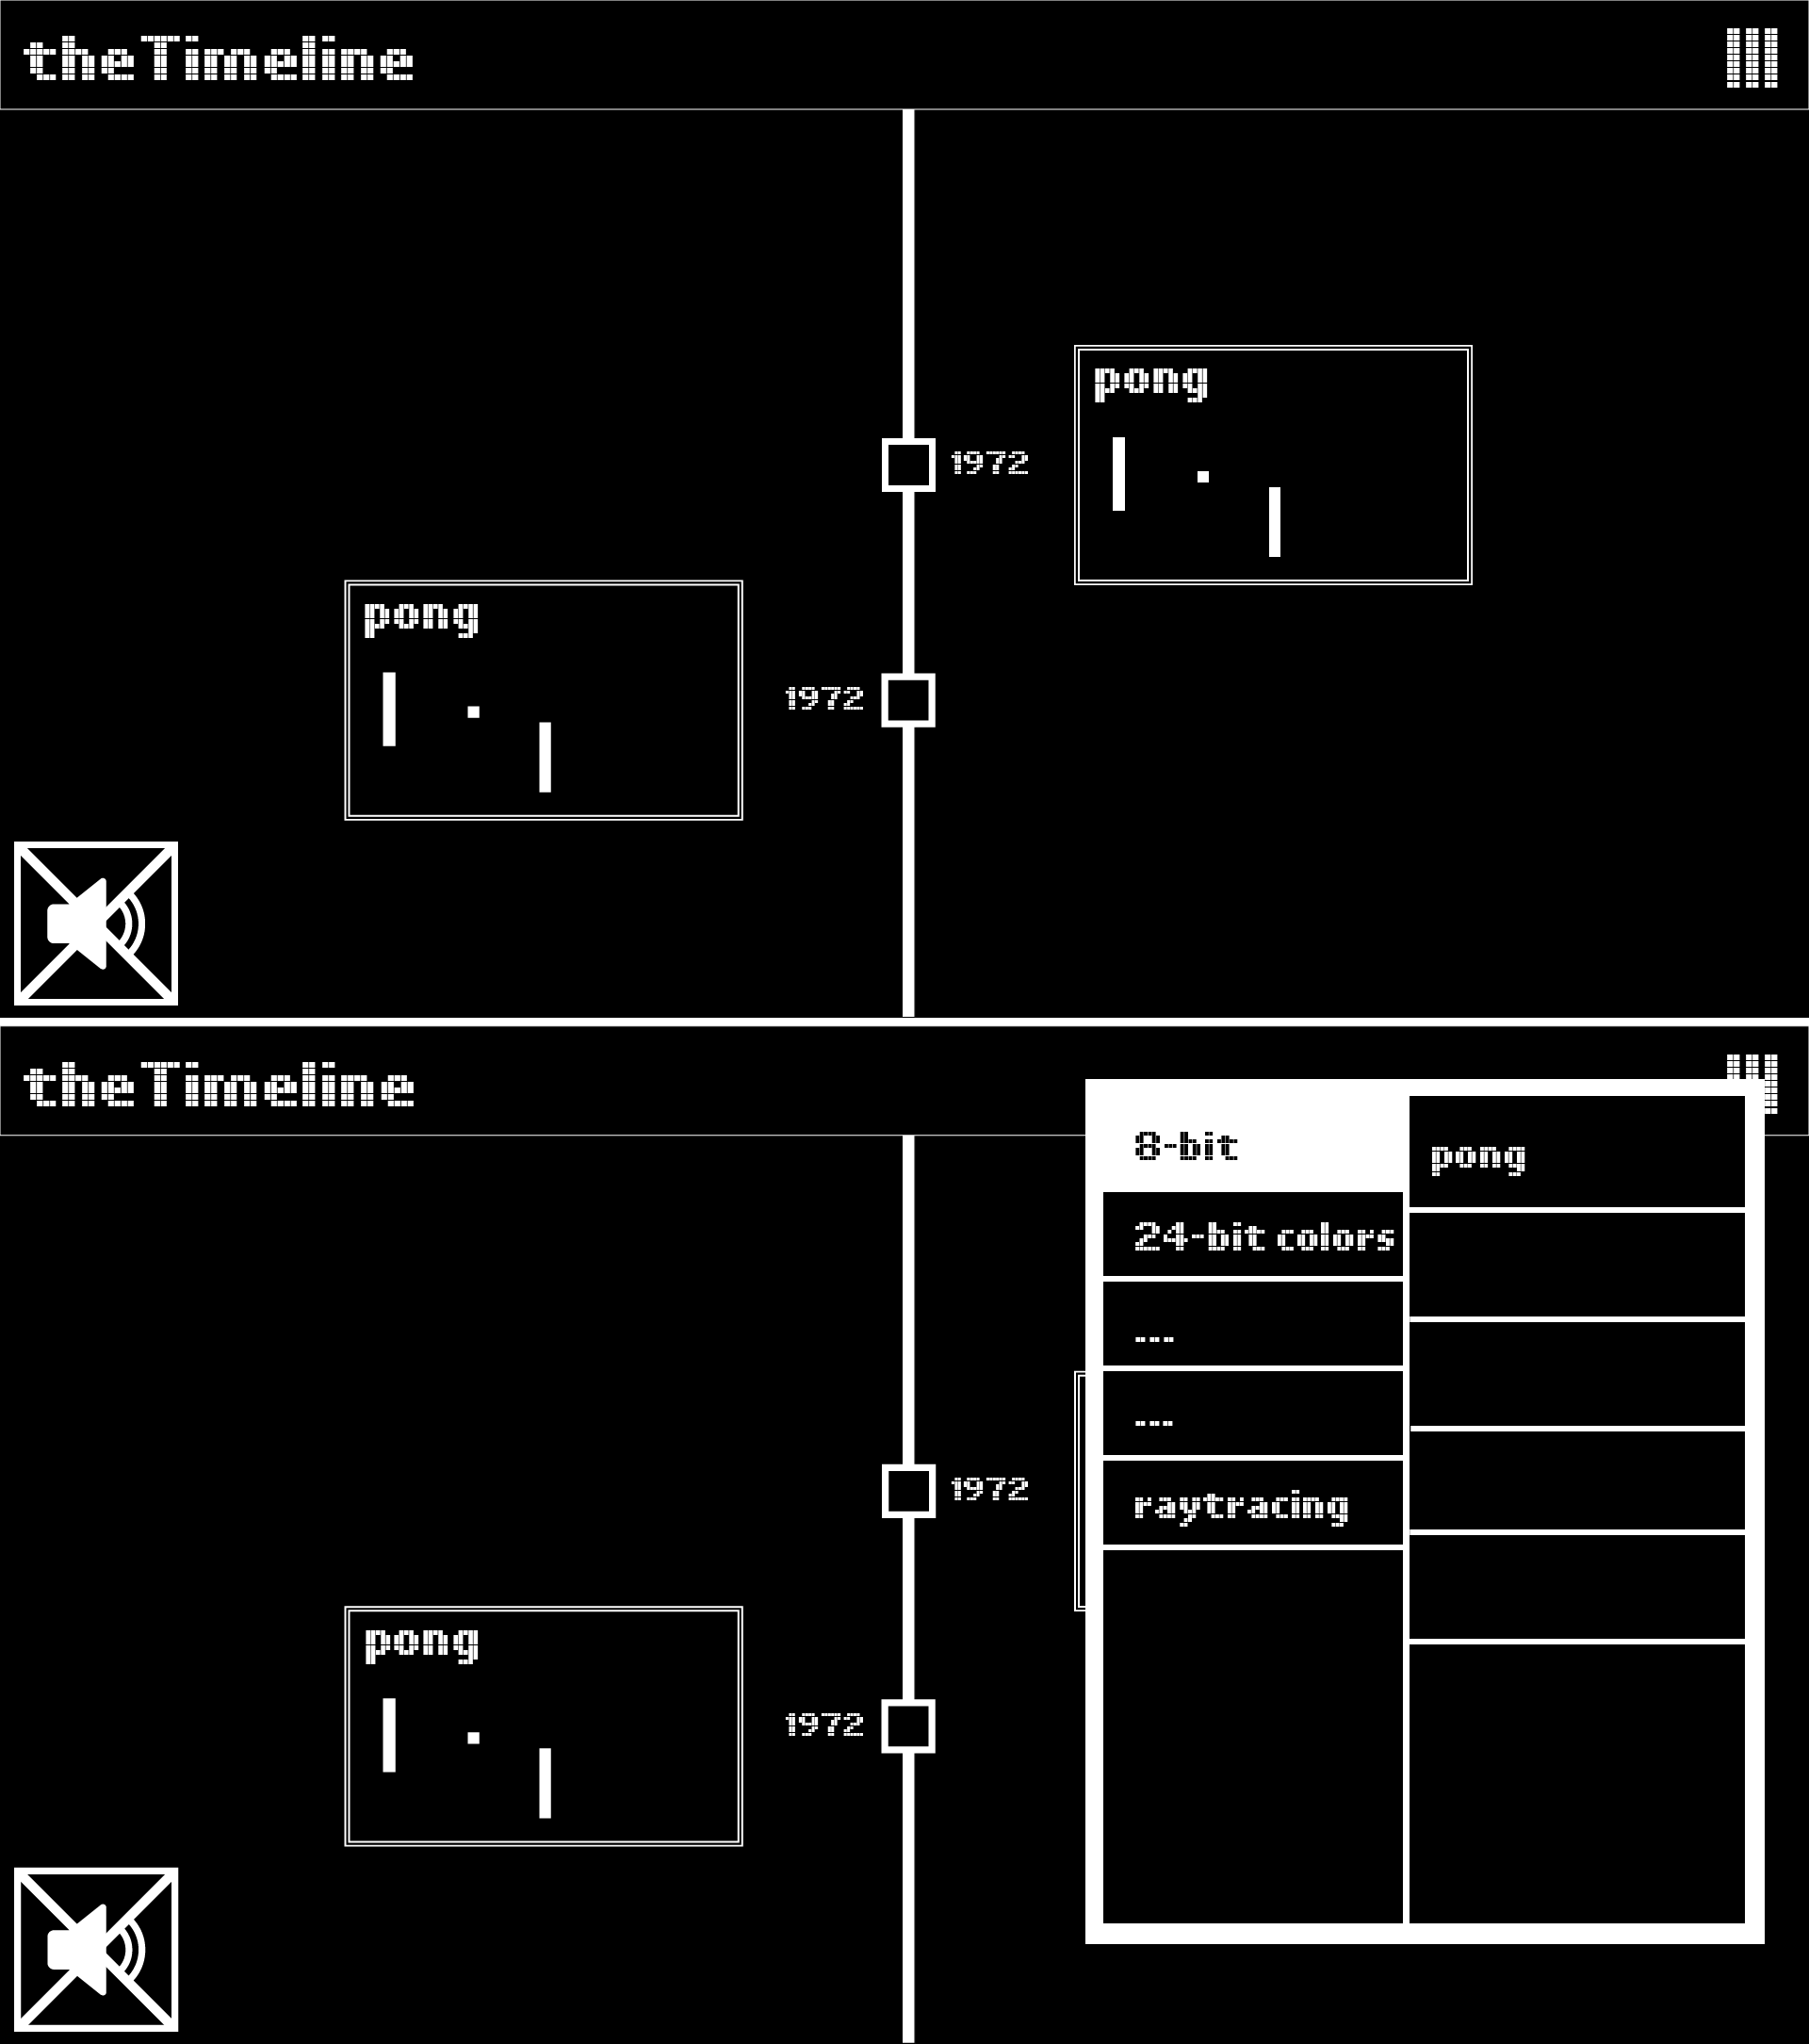 theTimeline
pong
1972
pong
1972
theTimeline
8-bit
pong
24-bit colors
---
---
raytracing
1972
pong
1972